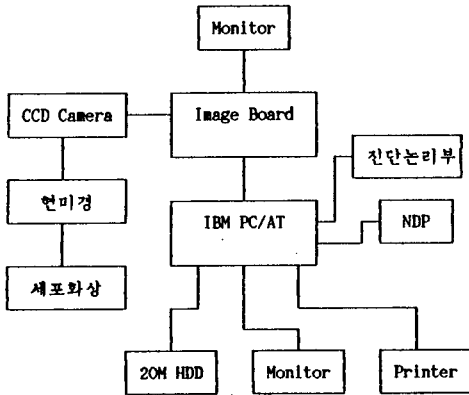 Monitor
CCD Camera
Image Board
진단논리부
현미경
IBM PC/AT
NDP
세포화상
20M HDD
Monitor
Printer